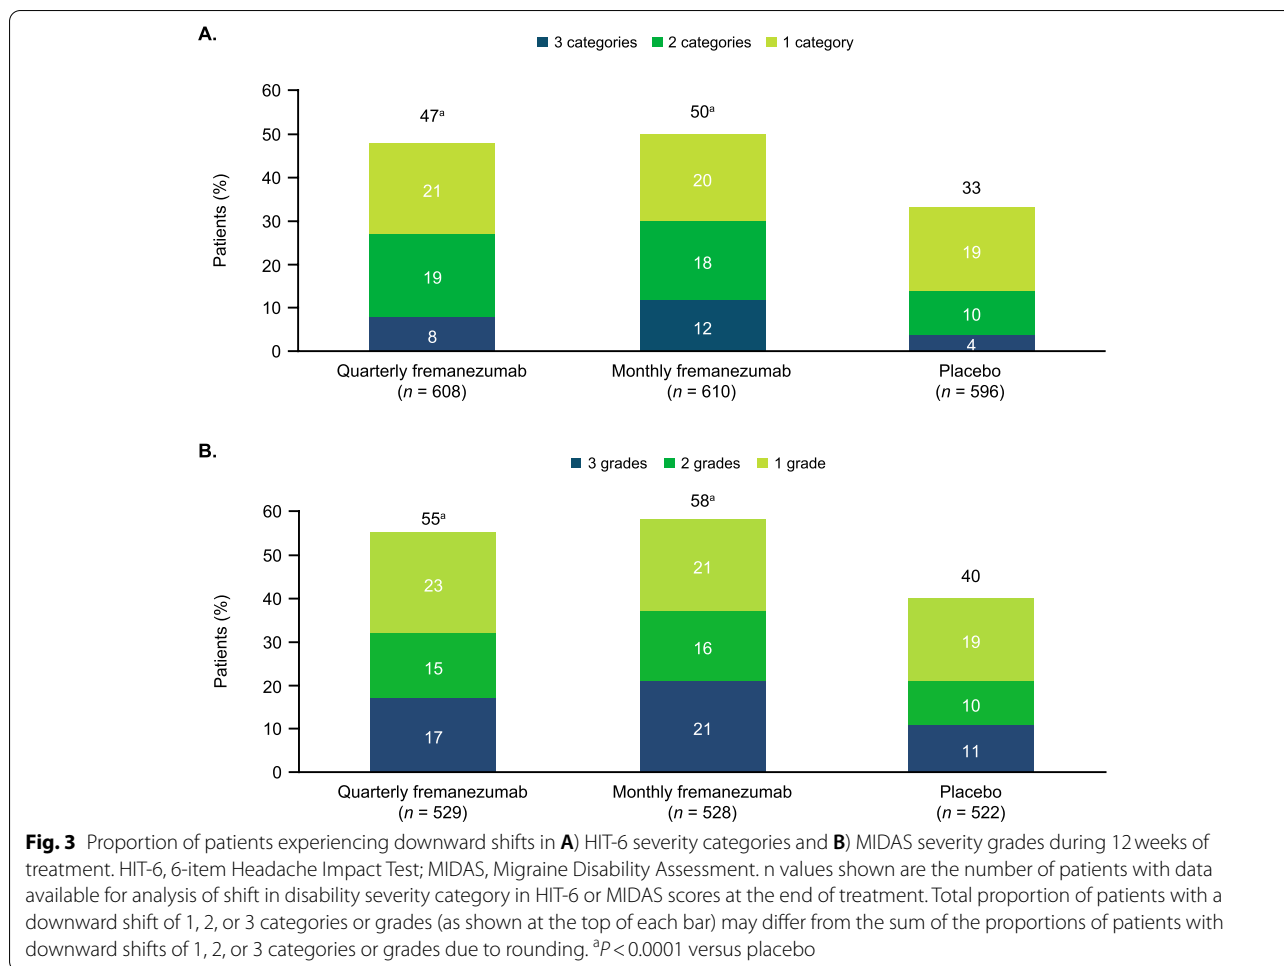 A.
3 categories 2 categories 1 category
Patients (%)
60
50
40
30
20
10
0
47ᵃ
21
19
8
50ᵃ
20
18
12
33
19
10
4
Quarterly fremanezumab
(n = 608)
Monthly fremanezumab
(n = 610)
Placebo
(n = 596)
B.
3 grades 2 grades 1 grade
Patients (%)
60
50
40
30
20
10
0
55ᵃ
23
15
17
58ᵃ
21
16
21
40
19
10
11
Quarterly fremanezumab
(n = 529)
Monthly fremanezumab
(n = 528)
Placebo
(n = 522)
Fig. 3 Proportion of patients experiencing downward shifts in A) HIT-6 severity categories and B) MIDAS severity grades during 12 weeks of
treatment. HIT-6, 6-item Headache Impact Test; MIDAS, Migraine Disability Assessment. n values shown are the number of patients with data
available for analysis of shift in disability severity category in HIT-6 or MIDAS scores at the end of treatment. Total proportion of patients with a
downward shift of 1, 2, or 3 categories or grades (as shown at the top of each bar) may differ from the sum of the proportions of patients with
downward shifts of 1, 2, or 3 categories or grades due to rounding. ᵃP < 0.0001 versus placebo